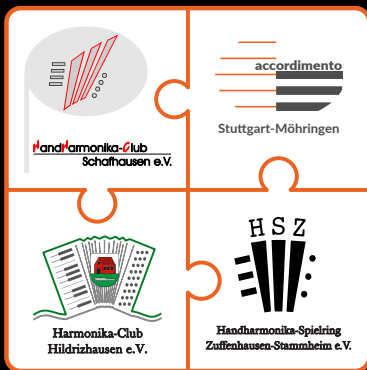 HandHarmonika-Club
Schafhausen e.V.
accordimento
Stuttgart-Möhringen
Harmonika-Club
Hildrizhausen e.V.
HSZ
Handharmonika-Spielring
Zuffenhausen-Stammheim e.V.